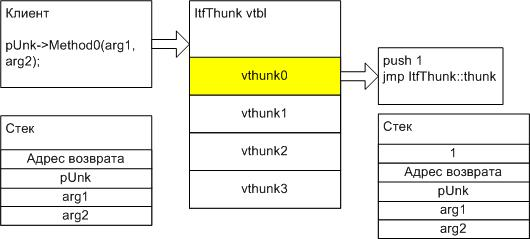 Клиент
pUnk->Method0(arg1,
arg2);
ItfThunk vtbl
vthunk0
vthunk1
vthunk2
vthunk3
push 1
jmp ItfThunk::thunk
Стек
Адрес возврата
pUnk
arg1
arg2
Стек
1
Адрес возврата
pUnk
arg1
arg2